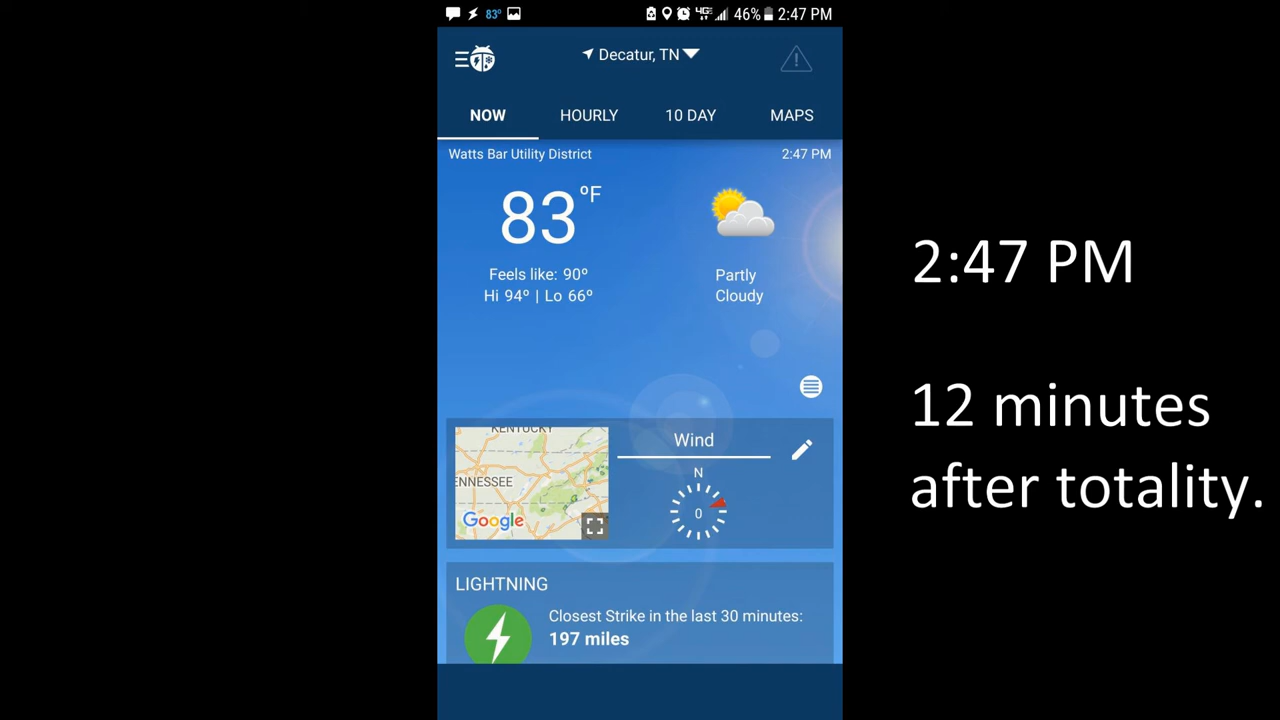 83° 4G 46% 2:47 PM
Decatur, TN
NOW HOURLY 10 DAY MAPS
Watts Bar Utility District 2:47 PM
83 °F
Feels like: 90°
Hi 94° | Lo 66°
Partly
Cloudy
2:47 PM
12 minutes
after totality.
KENTUCKY
ENNESSEE
Google
Wind
N
0
LIGHTNING
Closest Strike in the last 30 minutes:
197 miles